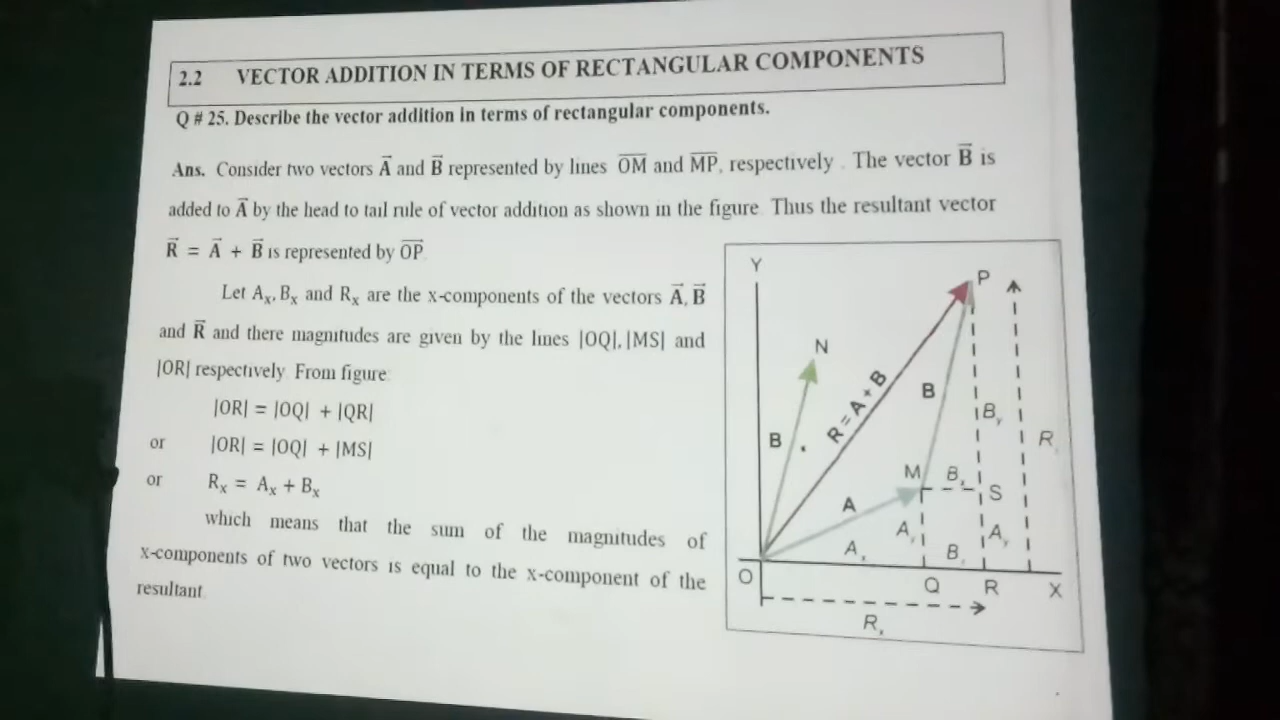 2.2 VECTOR ADDITION IN TERMS OF RECTANGULAR COMPONENTS
Q # 25. Describe the vector addition in terms of rectangular components.
Ans. Consider two vectors A⃗ and B⃗ represented by lines O̅M̅ and M̅P̅, respectively . The vector B⃗ is
added to A⃗ by the head to tail rule of vector addition as shown in the figure. Thus the resultant vector
R⃗ = A⃗ + B⃗ is represented by O̅P̅.
Let Aₓ, Bₓ and Rₓ are the x-components of the vectors A⃗, B⃗
and R⃗ and there magnitudes are given by the lines |OQ|, |MS| and
|OR| respectively. From figure:
|OR| = |OQ| + |QR|
or |OR| = |OQ| + |MS|
or Rₓ = Aₓ + Bₓ
which means that the sum of the magnitudes of
x-components of two vectors is equal to the x-component of the
resultant.
Y
P
N
R = A + B
B
B
Bᵧ
R
M
Bₓ
S
A
Aᵧ
Aᵧ
Aₓ
Bₓ
O
Q
R
X
Rₓ